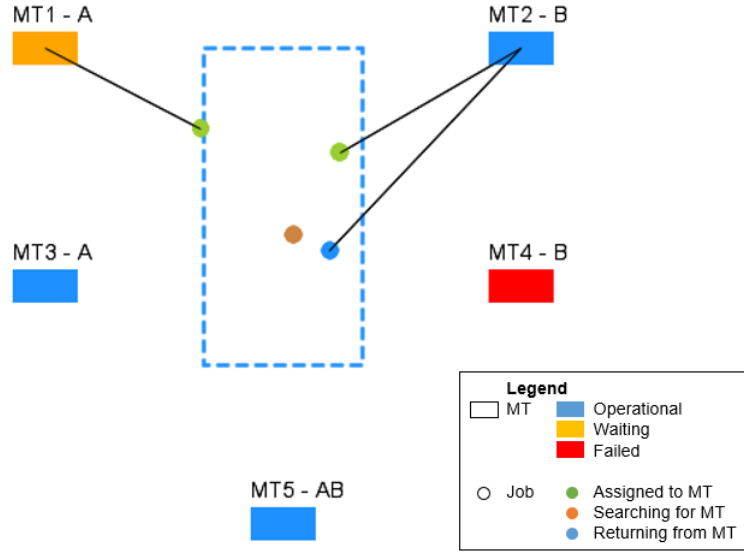 MT1 - A
MT2 - B
MT3 - A
MT4 - B
MT5 - AB
Legend
MT
Operational
Waiting
Failed
Job
Assigned to MT
Searching for MT
Returning from MT